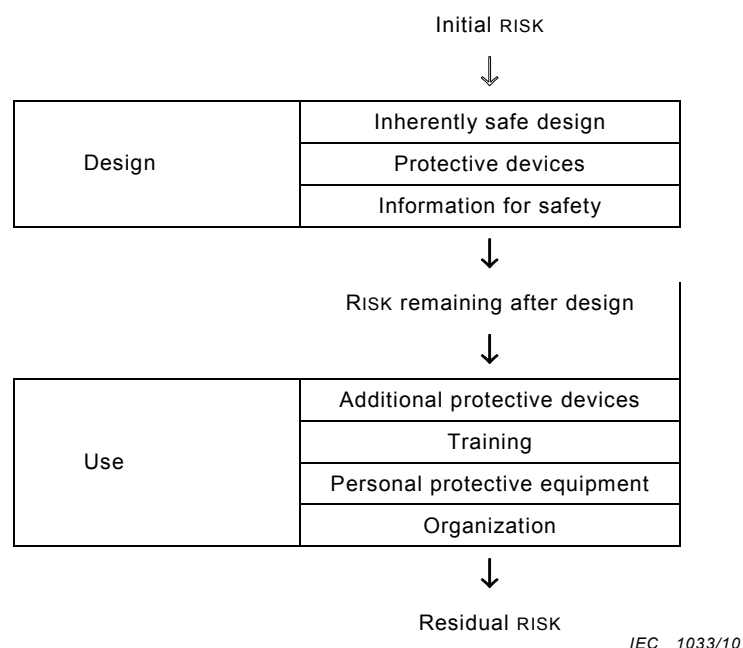 Initial RISK
Inherently safe design
Design
Protective devices
Information for safety
RISK remaining after design
Additional protective devices
Training
Use
Personal protective equipment
Organization
Residual RISK
IEC 1033/10